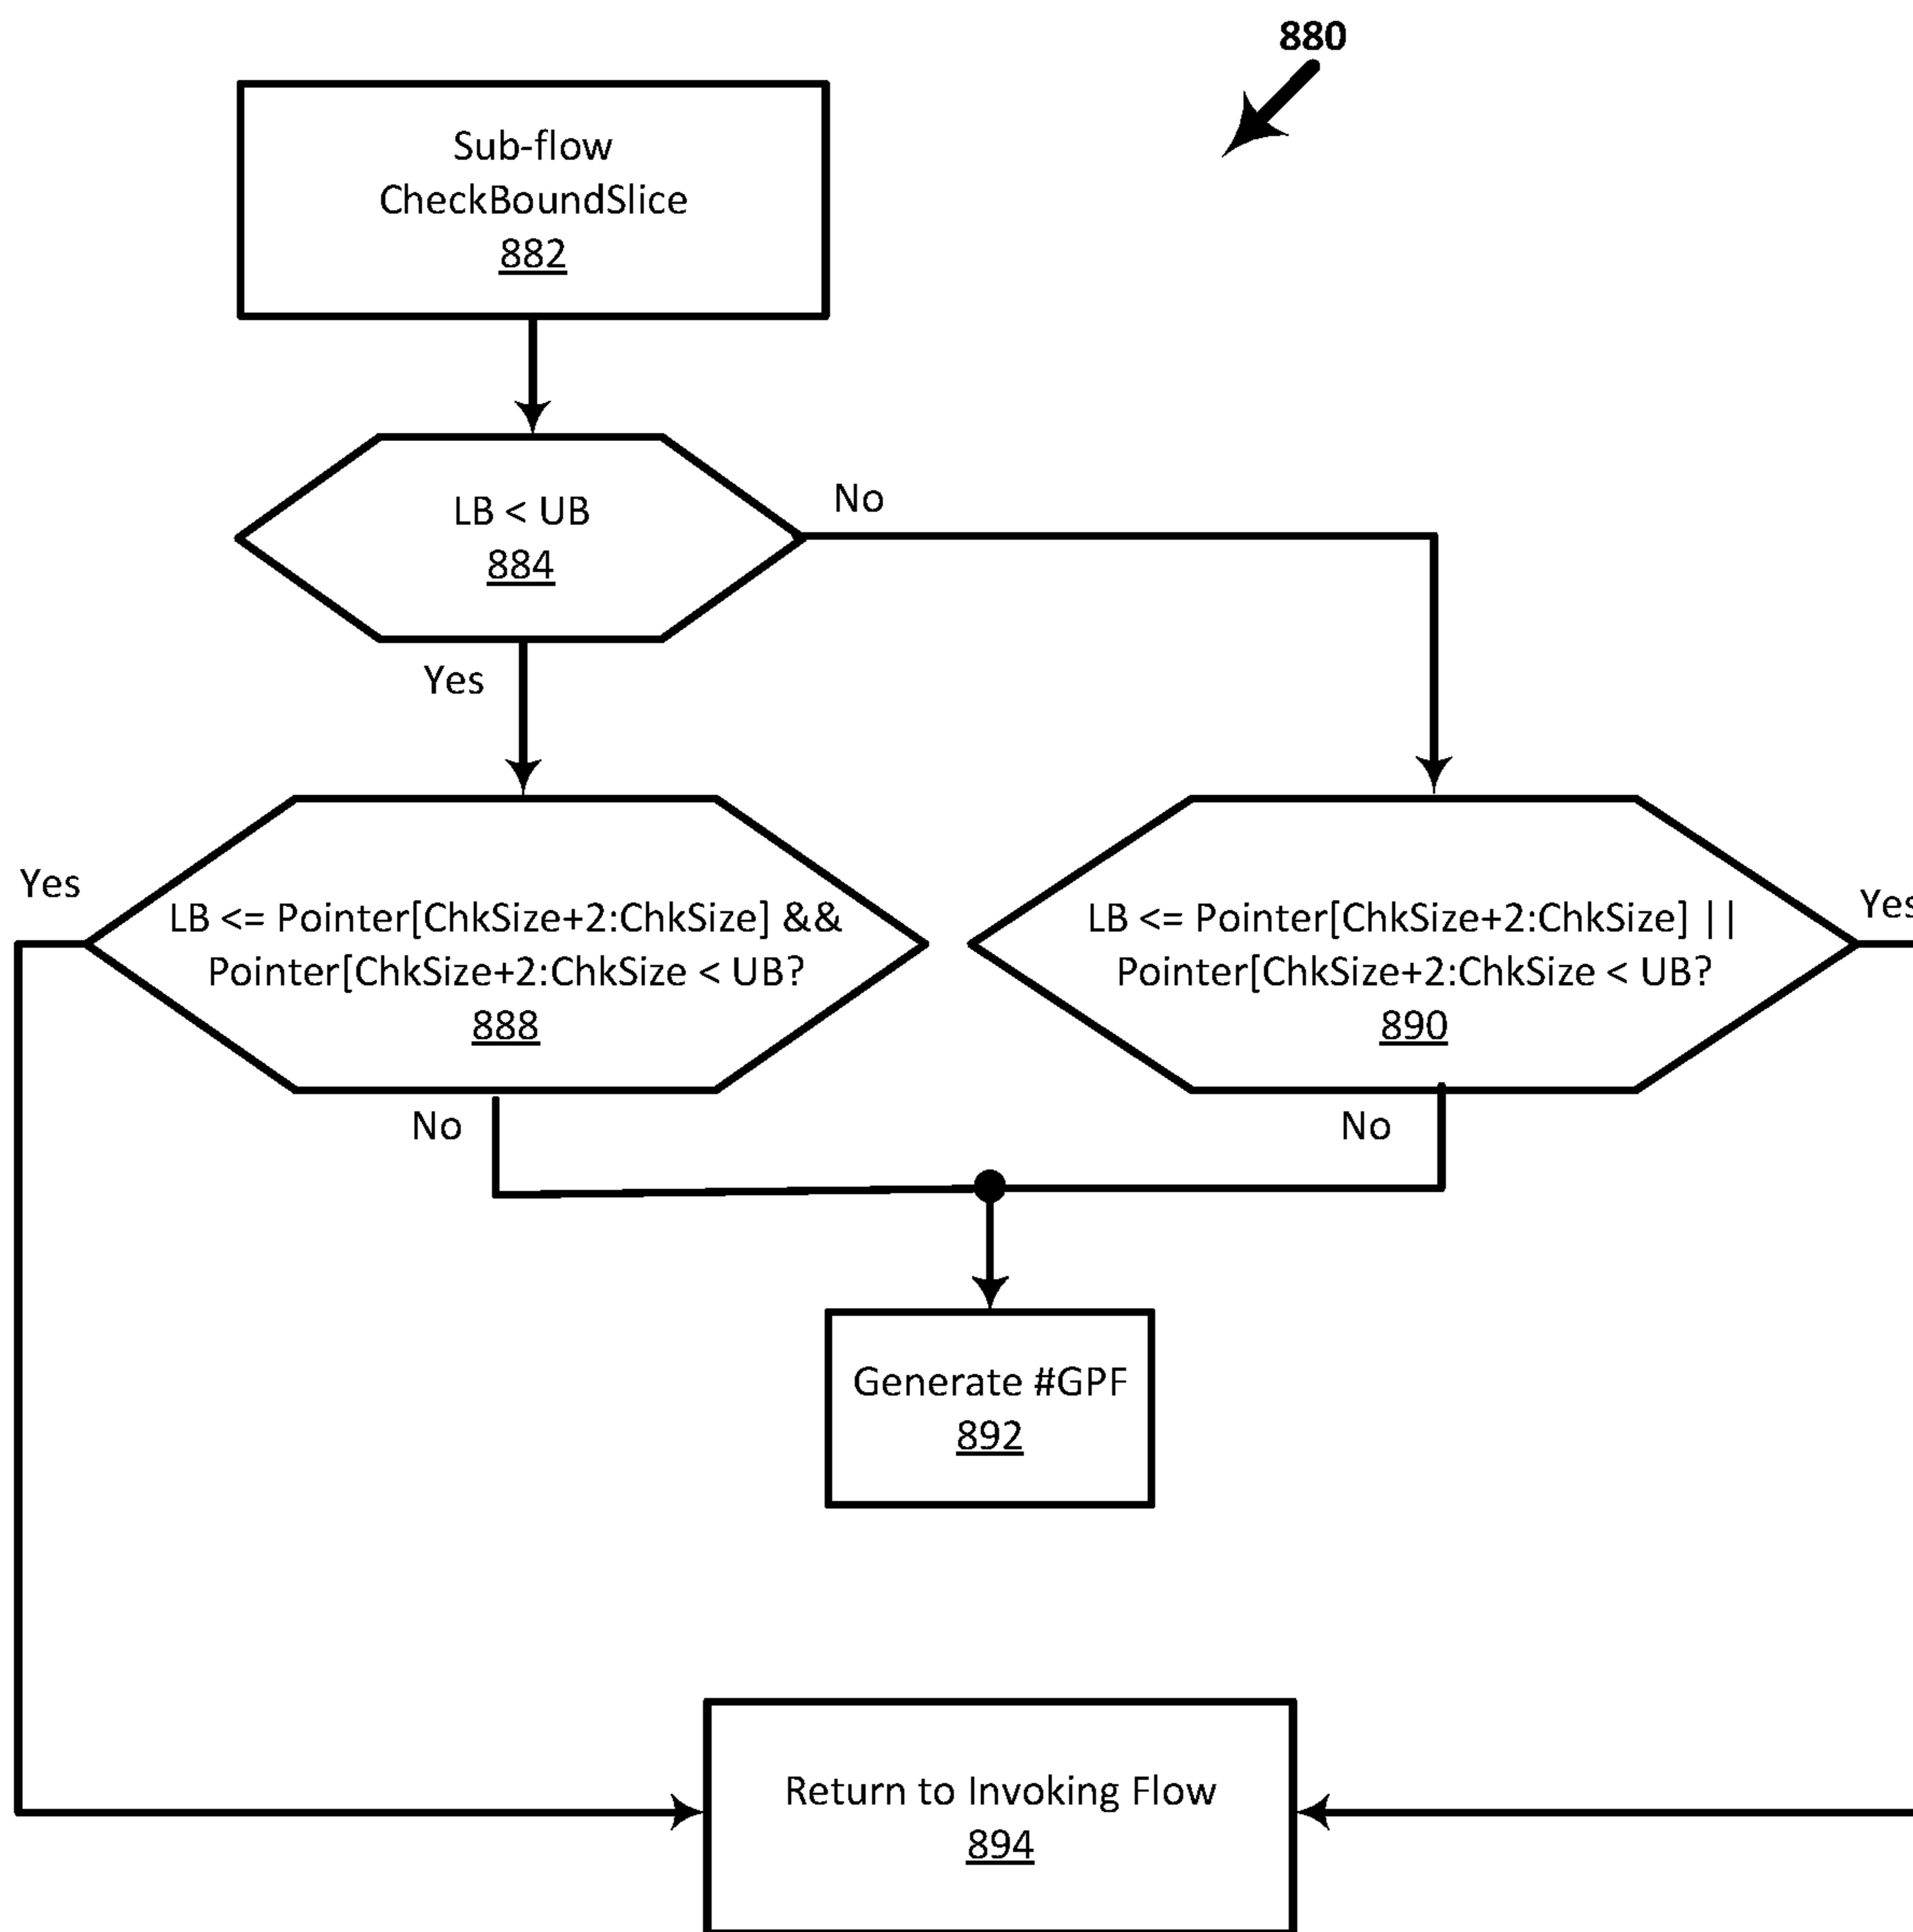 880
Sub-flow
CheckBoundSlice
882
LB < UB
884
No
Yes
Yes
LB <= Pointer[ChkSize+2:ChkSize] &&
Pointer[ChkSize+2:ChkSize < UB?
888
LB <= Pointer[ChkSize+2:ChkSize] ||
Pointer[ChkSize+2:ChkSize < UB?
890
Yes
No
No
Generate #GPF
892
Return to Invoking Flow
894